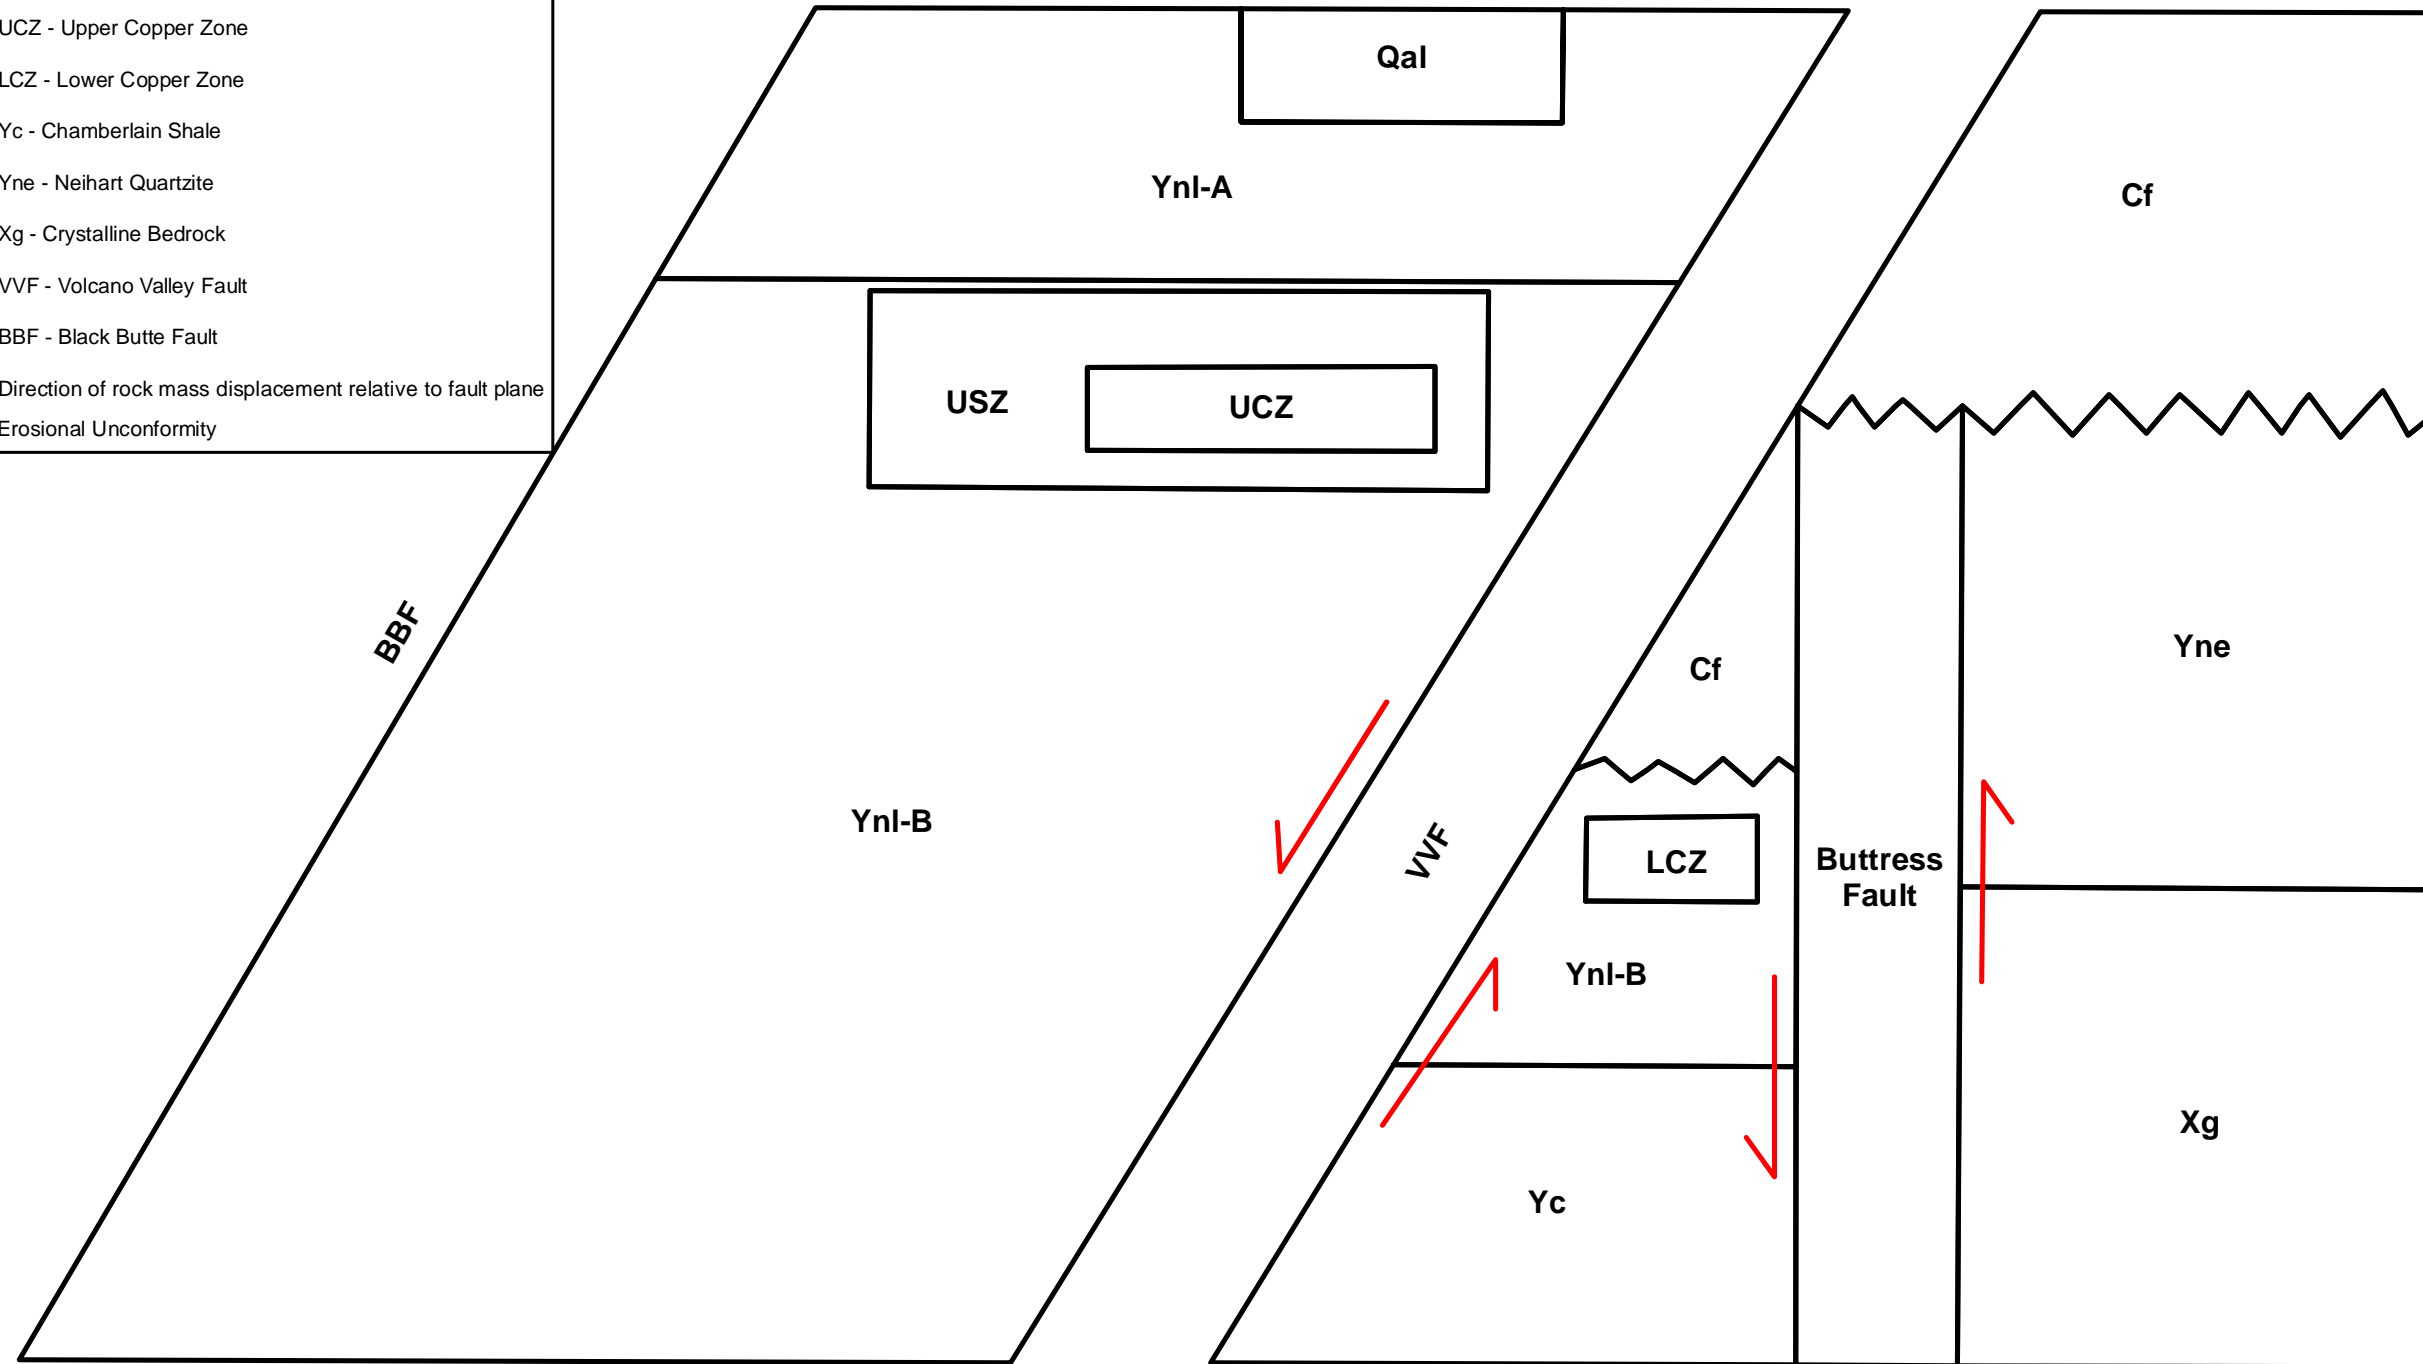 UCZ - Upper Copper Zone
LCZ - Lower Copper Zone
Yc - Chamberlain Shale
Yne - Neihart Quartzite
Xg - Crystalline Bedrock
VVF - Volcano Valley Fault
BBF - Black Butte Fault
Direction of rock mass displacement relative to fault plane
Erosional Unconformity
Qal
Ynl-A
Cf
USZ
UCZ
BBF
Cf
Yne
Ynl-B
VVF
LCZ
Buttress
Fault
Ynl-B
Xg
Yc